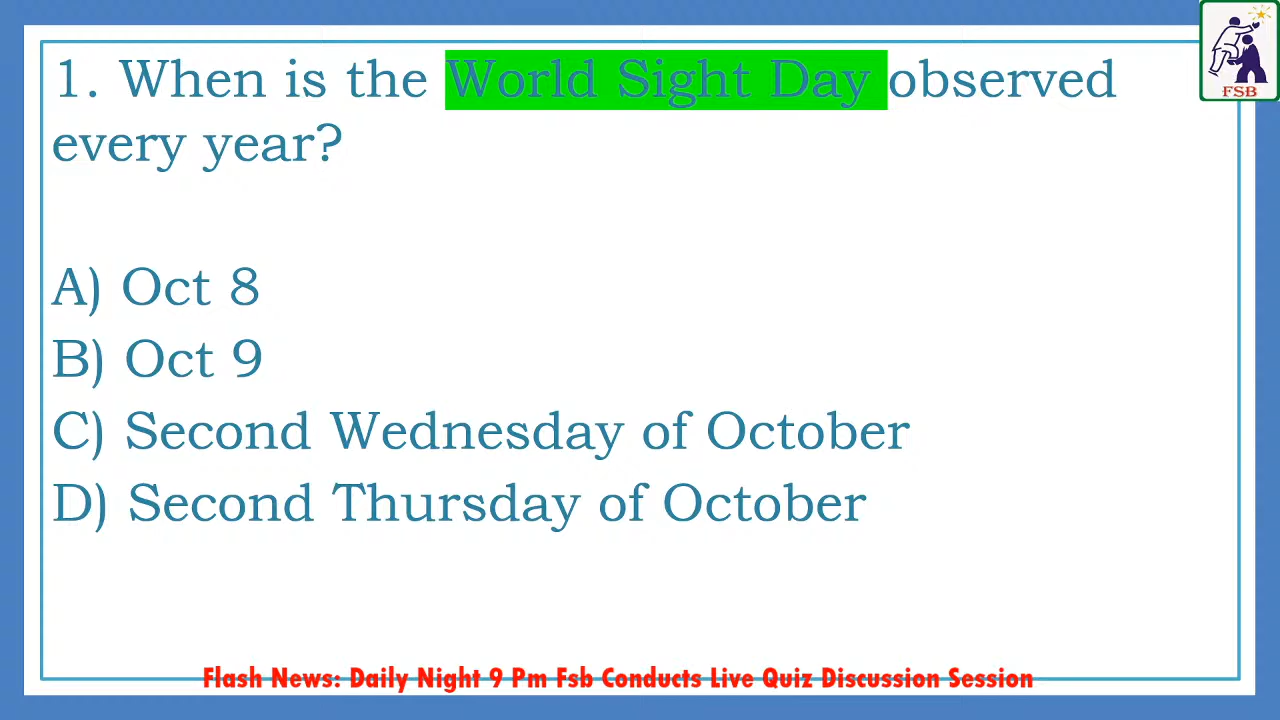 1. When is the World Sight Day observed
every year?
A) Oct 8
B) Oct 9
C) Second Wednesday of October
D) Second Thursday of October
Flash News: Daily Night 9 Pm Fsb Conducts Live Quiz Discussion Session
FSB